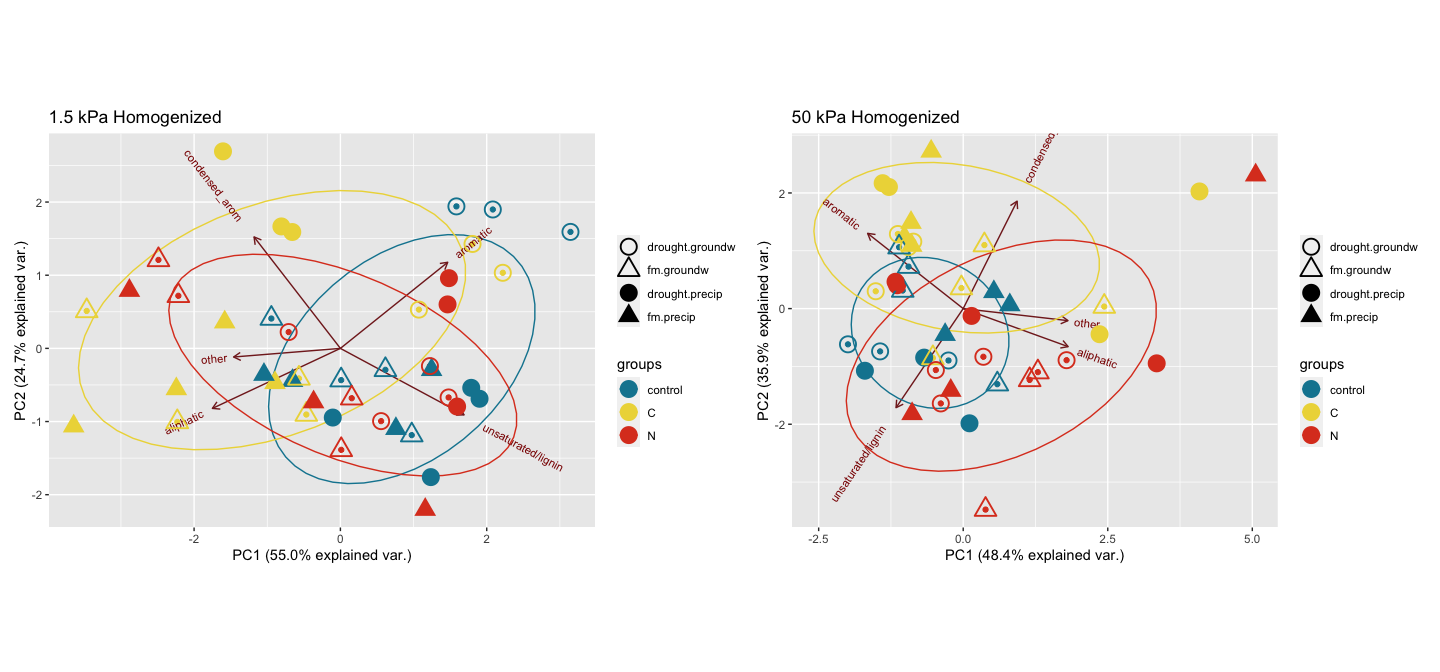 1.5 kPa Homogenized
condensed_arom
aromatic
other
aliphatic
unsaturated/lignin
PC2 (24.7% explained var.)
2
1
0
-1
-2
-2
0
2
PC1 (55.0% explained var.)
drought.groundw
fm.groundw
drought.precip
fm.precip
groups
control
C
N
50 kPa Homogenized
aromatic
other
aliphatic
unsaturated/lignin
PC2 (35.9% explained var.)
2
0
-2
-2.5
0.0
2.5
5.0
PC1 (48.4% explained var.)
drought.groundw
fm.groundw
drought.precip
fm.precip
groups
control
C
N